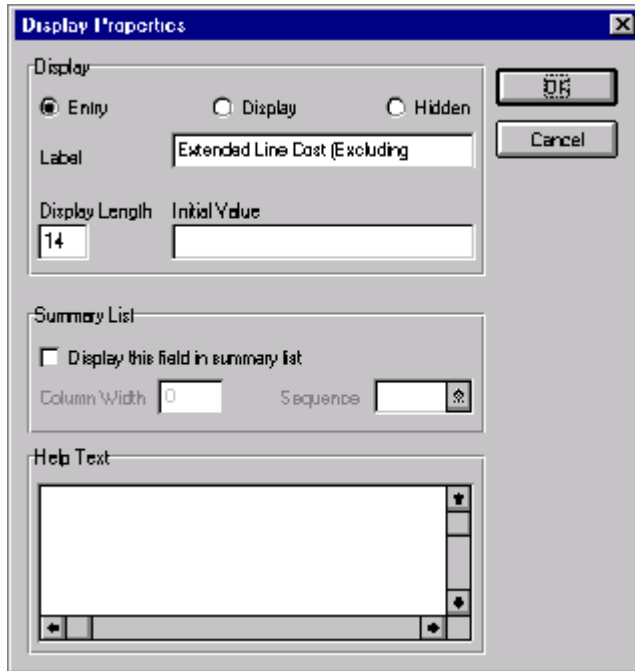 Display Properties
Display
OK
Entry Display Hidden
Cancel
Label Extended Line Cost (Excluding
Display Length Initial Value
14
Summary List
Display this field in summary list
Column Width 0 Sequence
Help Text